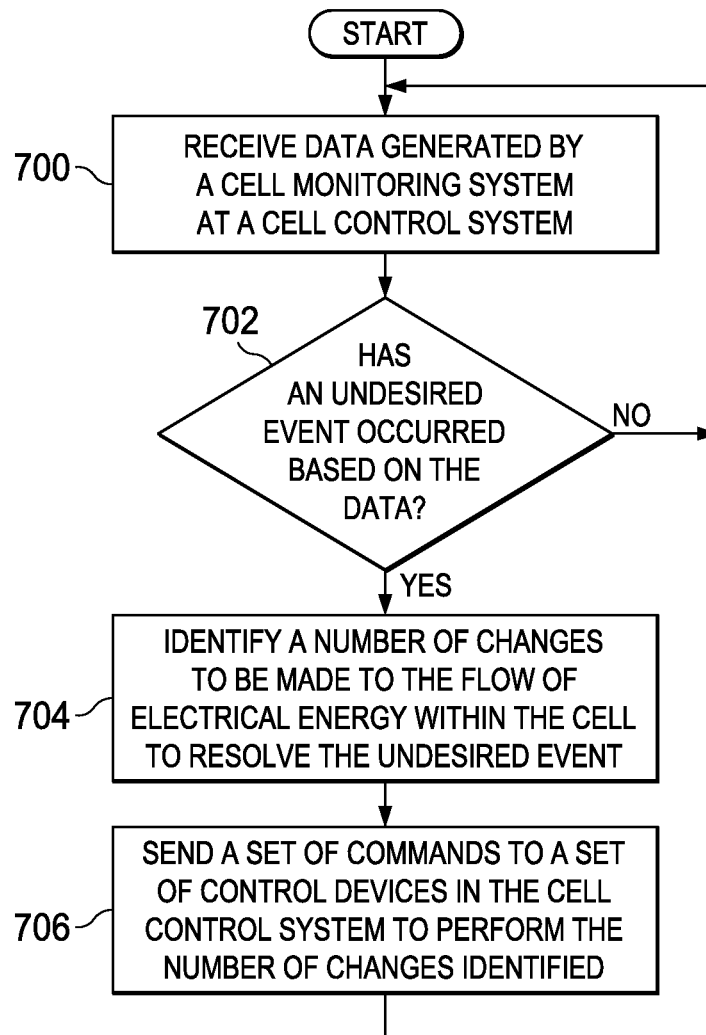 START
700
RECEIVE DATA GENERATED BY
A CELL MONITORING SYSTEM
AT A CELL CONTROL SYSTEM
702
HAS
AN UNDESIRED
EVENT OCCURRED
BASED ON THE
DATA?
NO
YES
704
IDENTIFY A NUMBER OF CHANGES
TO BE MADE TO THE FLOW OF
ELECTRICAL ENERGY WITHIN THE CELL
TO RESOLVE THE UNDESIRED EVENT
706
SEND A SET OF COMMANDS TO A SET
OF CONTROL DEVICES IN THE CELL
CONTROL SYSTEM TO PERFORM THE
NUMBER OF CHANGES IDENTIFIED